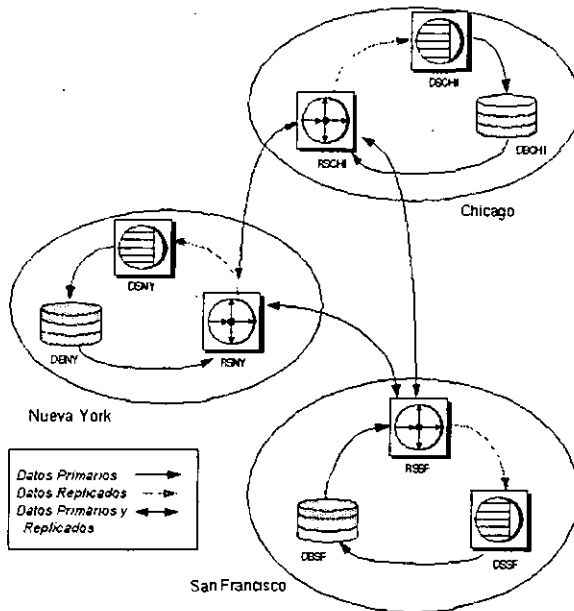 DSCHI
DBCHI
RSCHI
Chicago
DSNY
DBNY
RSNY
Nueva York
RSSF
Datos Primarios
Datos Replicados
Datos Primarios y
Replicados
DBSF
DSSF
San Francisco